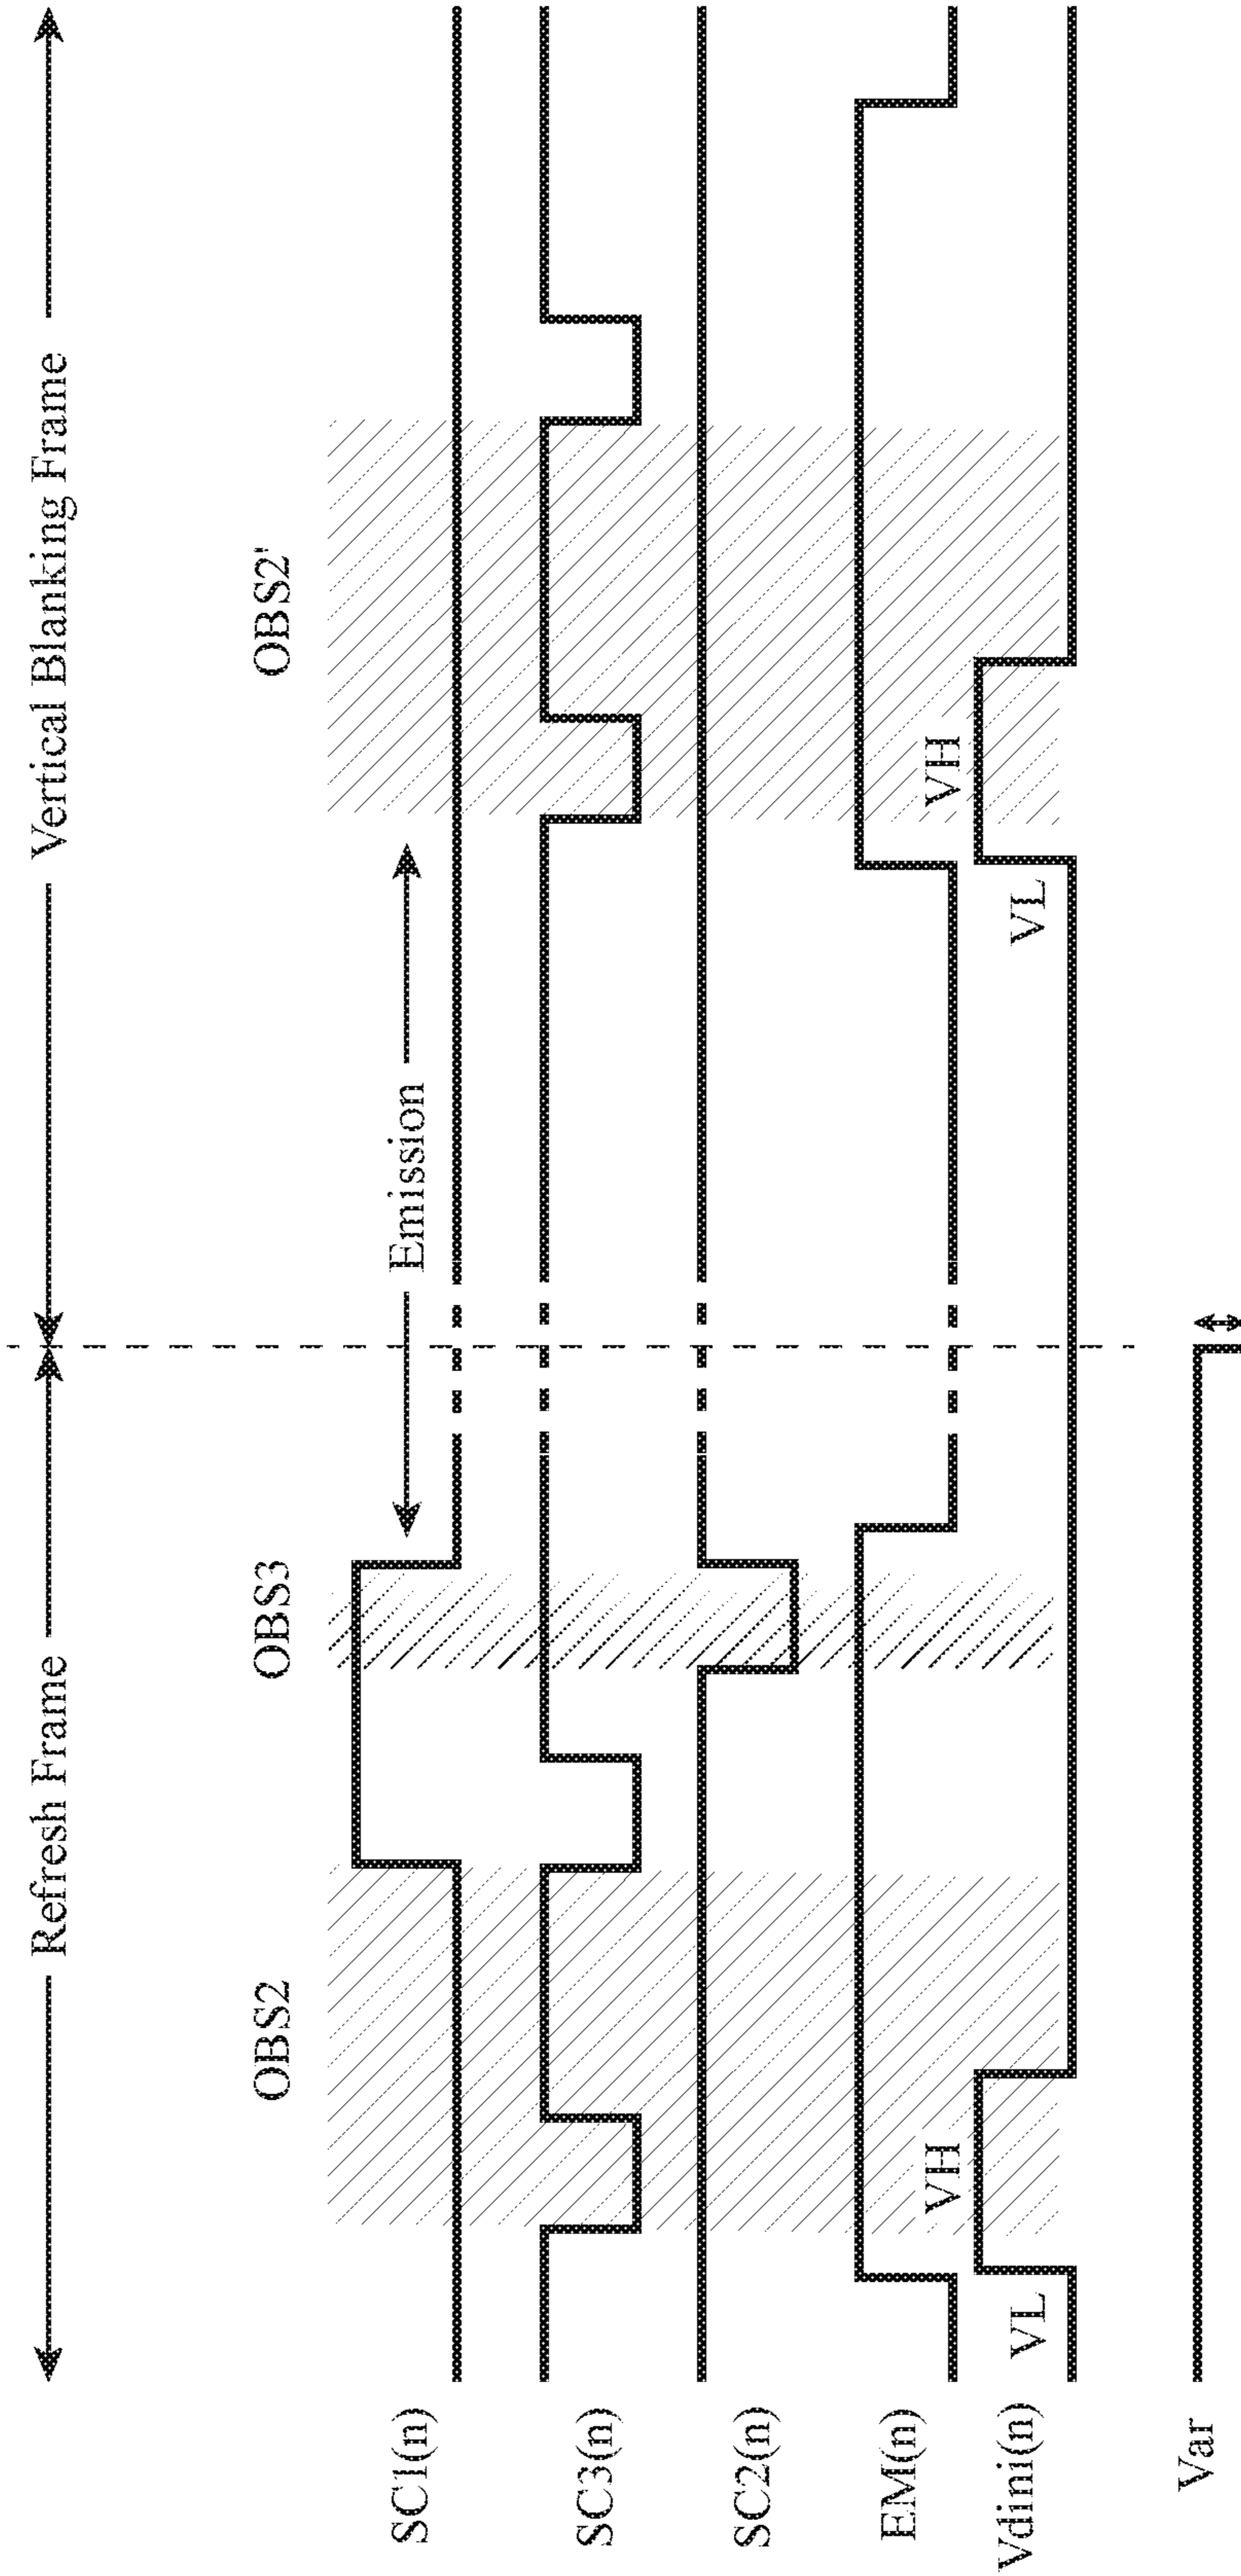 Refresh Frame
Vertical Blanking Frame
OBS2
OBS3
OBS2'
Emission
SC1(n)
SC3(n)
SC2(n)
EM(n)
VH
VH
Vdini(n)
VL
VL
Var